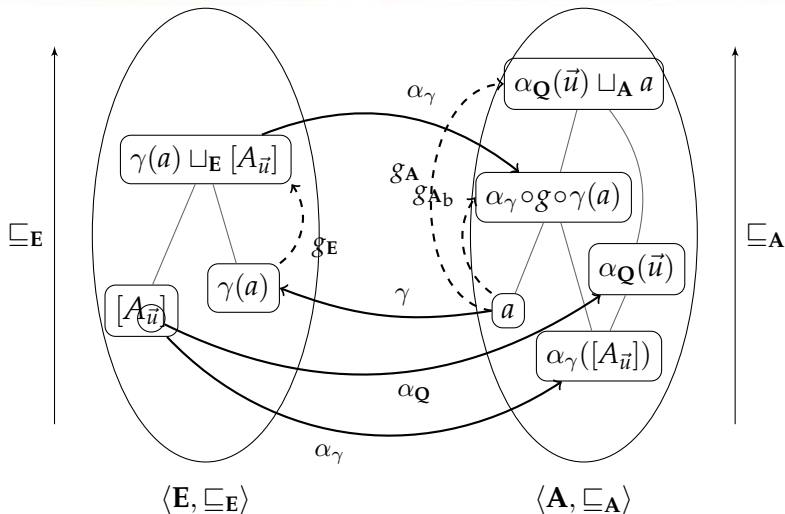 α_𝐐(u⃗) ⊔_𝐀 a
α_γ
γ(a) ⊔_𝐄 [A_u⃗]
g_𝐀
g_𝐀b
α_γ∘g∘γ(a)
⊑_𝐄
g_𝐄
⊑_𝐀
α_𝐐(u⃗)
γ(a)
γ
a
[A_u⃗]
α_γ([A_u⃗])
α_𝐐
α_γ
⟨𝐄, ⊑_𝐄⟩
⟨𝐀, ⊑_𝐀⟩